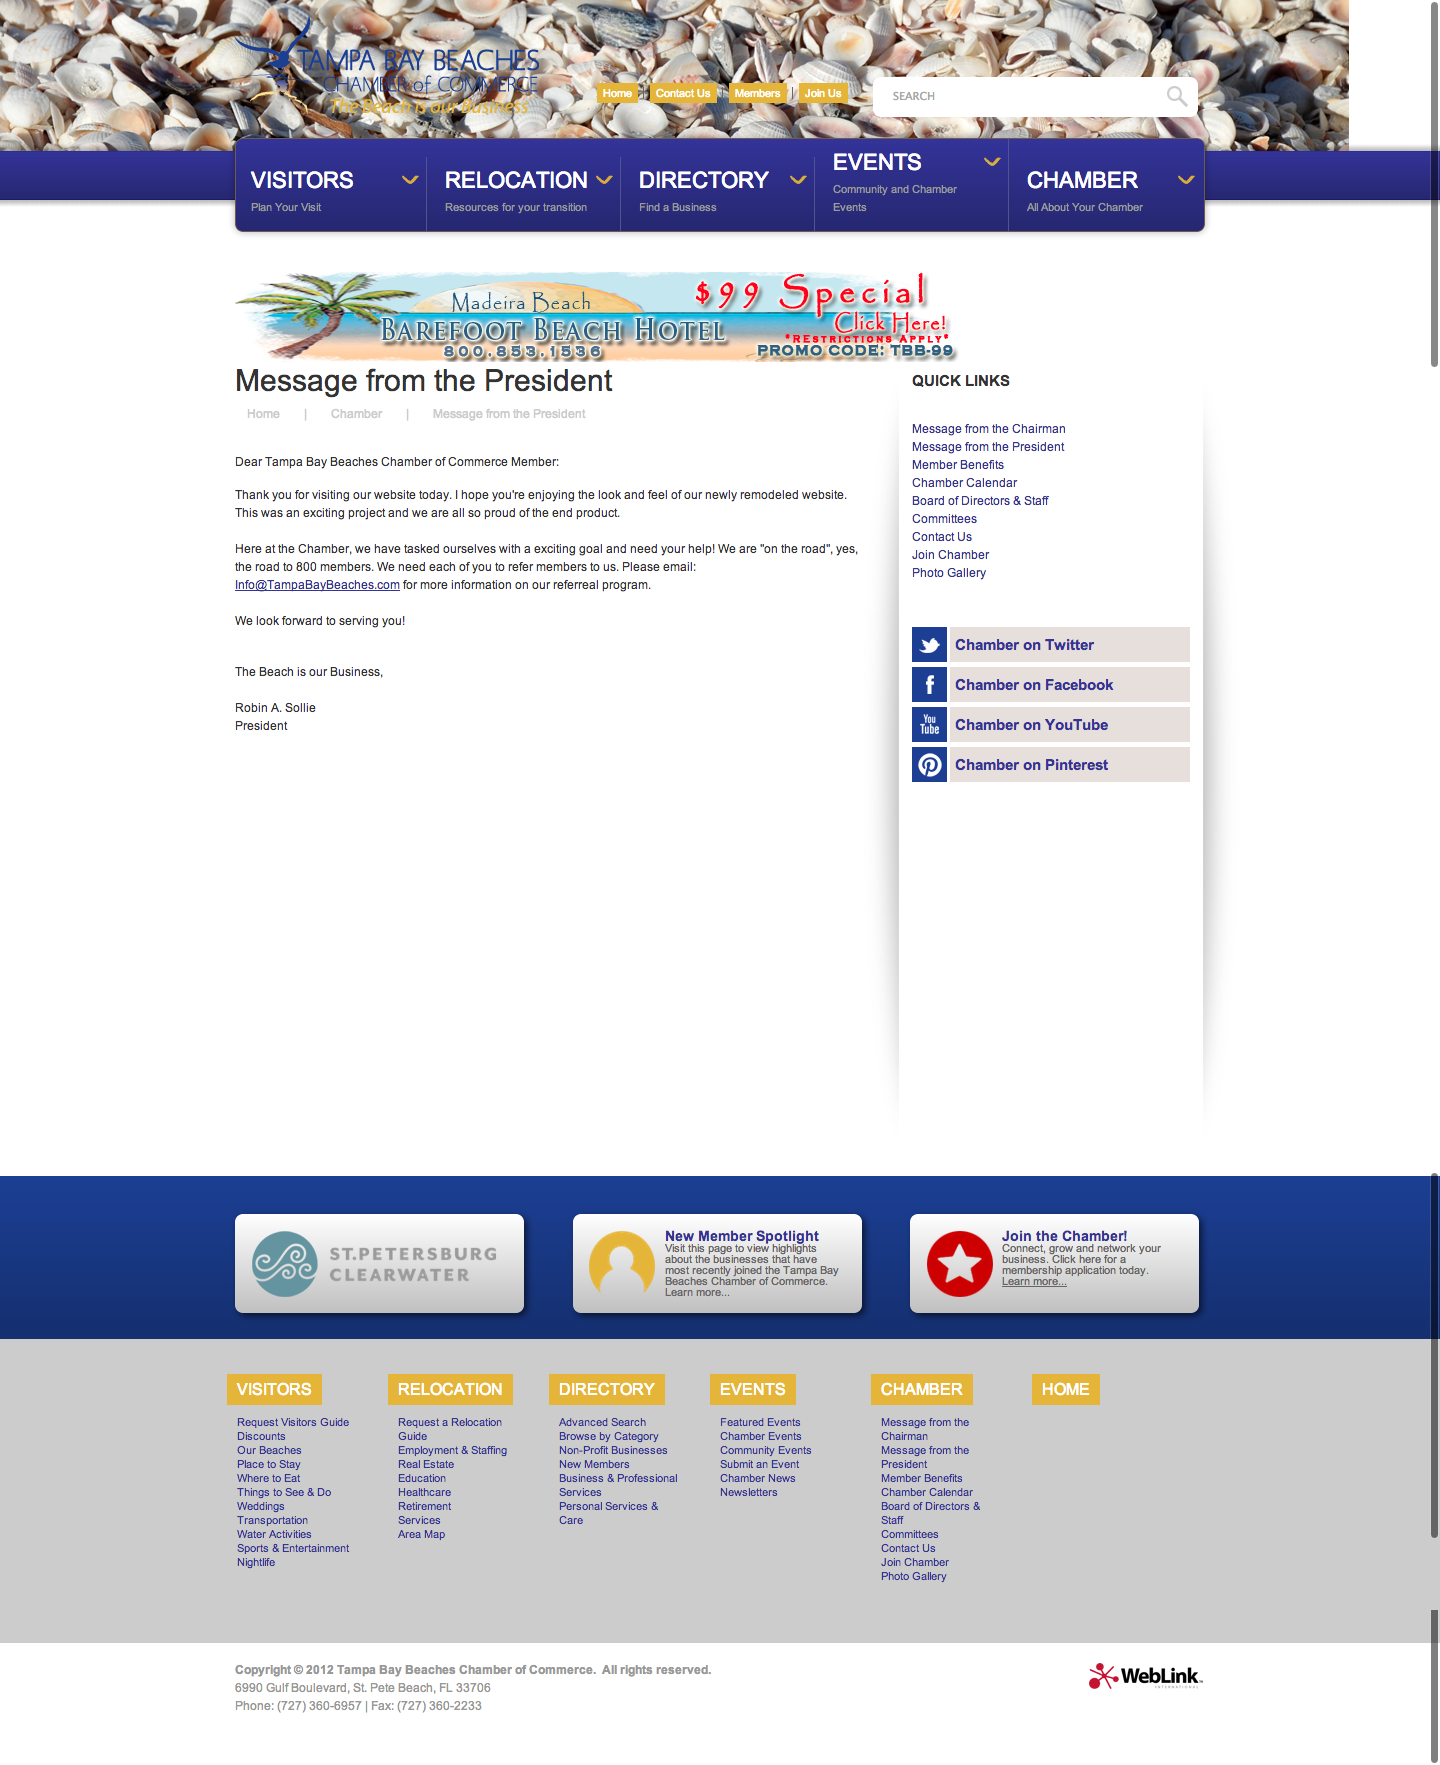 TAMPA BAY BEACHES
CHAMBER of COMMERCE
The Beach is our Business
Home | Contact Us | Members | Join Us
SEARCH
VISITORS
Plan Your Visit
RELOCATION
Resources for your transition
DIRECTORY
Find a Business
EVENTS
Community and Chamber
Events
CHAMBER
All About Your Chamber
Madeira Beach
BAREFOOT BEACH HOTEL
800.853.1536
$99 Special
Click Here!
*RESTRICTIONS APPLY*
PROMO CODE: TBB-99
Message from the President
Home | Chamber | Message from the President
Dear Tampa Bay Beaches Chamber of Commerce Member:
Thank you for visiting our website today. I hope you're enjoying the look and feel of our newly remodeled website.
This was an exciting project and we are all so proud of the end product.
Here at the Chamber, we have tasked ourselves with a exciting goal and need your help! We are "on the road", yes,
the road to 800 members. We need each of you to refer members to us. Please email:
Info@TampaBayBeaches.com for more information on our referreal program.
We look forward to serving you!
The Beach is our Business,
Robin A. Sollie
President
QUICK LINKS
Message from the Chairman
Message from the President
Member Benefits
Chamber Calendar
Board of Directors & Staff
Committees
Contact Us
Join Chamber
Photo Gallery
Chamber on Twitter
f Chamber on Facebook
You
Tube
Chamber on YouTube
Chamber on Pinterest
ST.PETERSBURG
CLEARWATER
New Member Spotlight
Visit this page to view highlights
about the businesses that have
most recently joined the Tampa Bay
Beaches Chamber of Commerce.
Learn more...
Join the Chamber!
Connect, grow and network your
business. Click here for a
membership application today.
Learn more...
VISITORS
Request Visitors Guide
Discounts
Our Beaches
Place to Stay
Where to Eat
Things to See & Do
Weddings
Transportation
Water Activities
Sports & Entertainment
Nightlife
RELOCATION
Request a Relocation
Guide
Employment & Staffing
Real Estate
Education
Healthcare
Retirement
Services
Area Map
DIRECTORY
Advanced Search
Browse by Category
Non-Profit Businesses
New Members
Business & Professional
Services
Personal Services &
Care
EVENTS
Featured Events
Chamber Events
Community Events
Submit an Event
Chamber News
Newsletters
CHAMBER
Message from the
Chairman
Message from the
President
Member Benefits
Chamber Calendar
Board of Directors &
Staff
Committees
Contact Us
Join Chamber
Photo Gallery
HOME
Copyright © 2012 Tampa Bay Beaches Chamber of Commerce. All rights reserved.
6990 Gulf Boulevard, St. Pete Beach, FL 33706
Phone: (727) 360-6957 | Fax: (727) 360-2233
WebLink
INTERNATIONAL